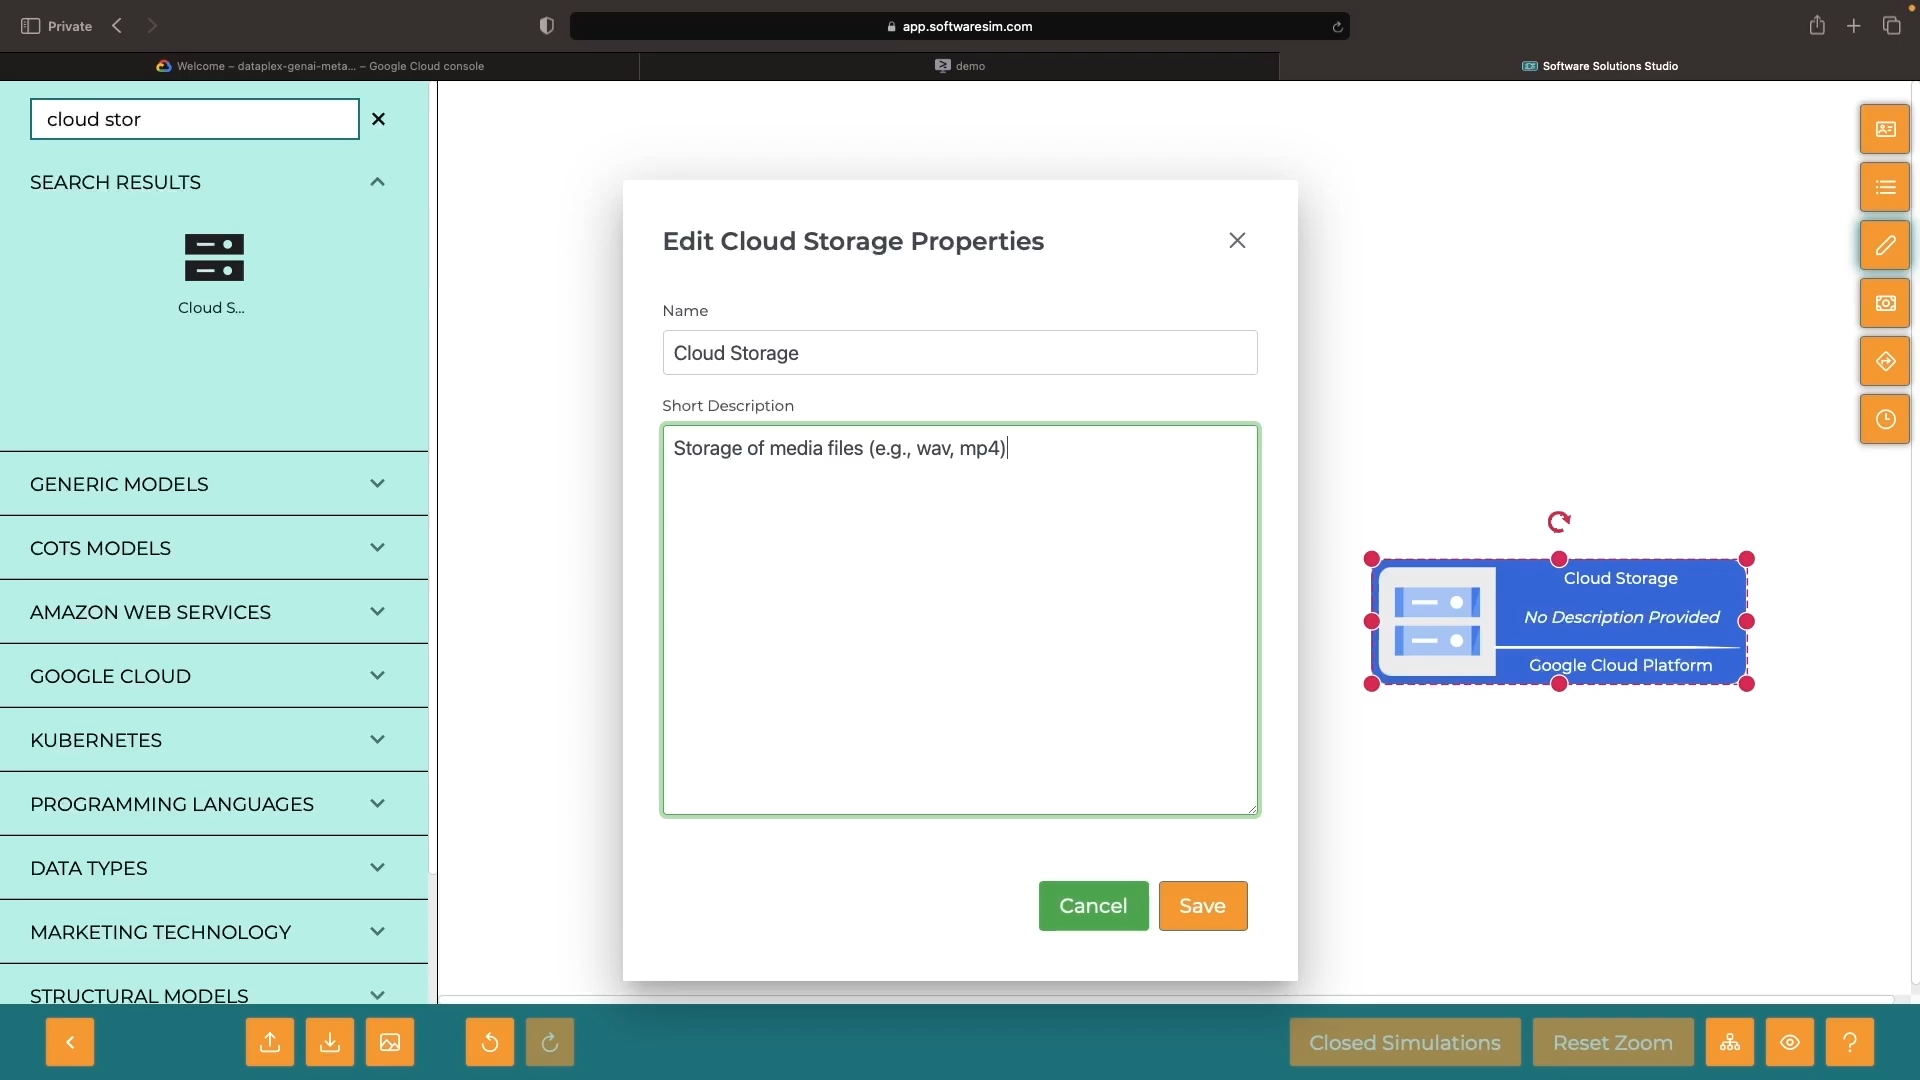 Private
app.softwaresim.com
Welcome – dataplex-genai-meta... – Google Cloud console
demo
Software Solutions Studio
cloud stor
SEARCH RESULTS
Cloud S...
GENERIC MODELS
COTS MODELS
AMAZON WEB SERVICES
GOOGLE CLOUD
KUBERNETES
PROGRAMMING LANGUAGES
DATA TYPES
MARKETING TECHNOLOGY
STRUCTURAL MODELS
Edit Cloud Storage Properties
Name
Cloud Storage
Short Description
Storage of media files (e.g., wav, mp4)
Cancel
Save
Cloud Storage
No Description Provided
Google Cloud Platform
Closed Simulations
Reset Zoom